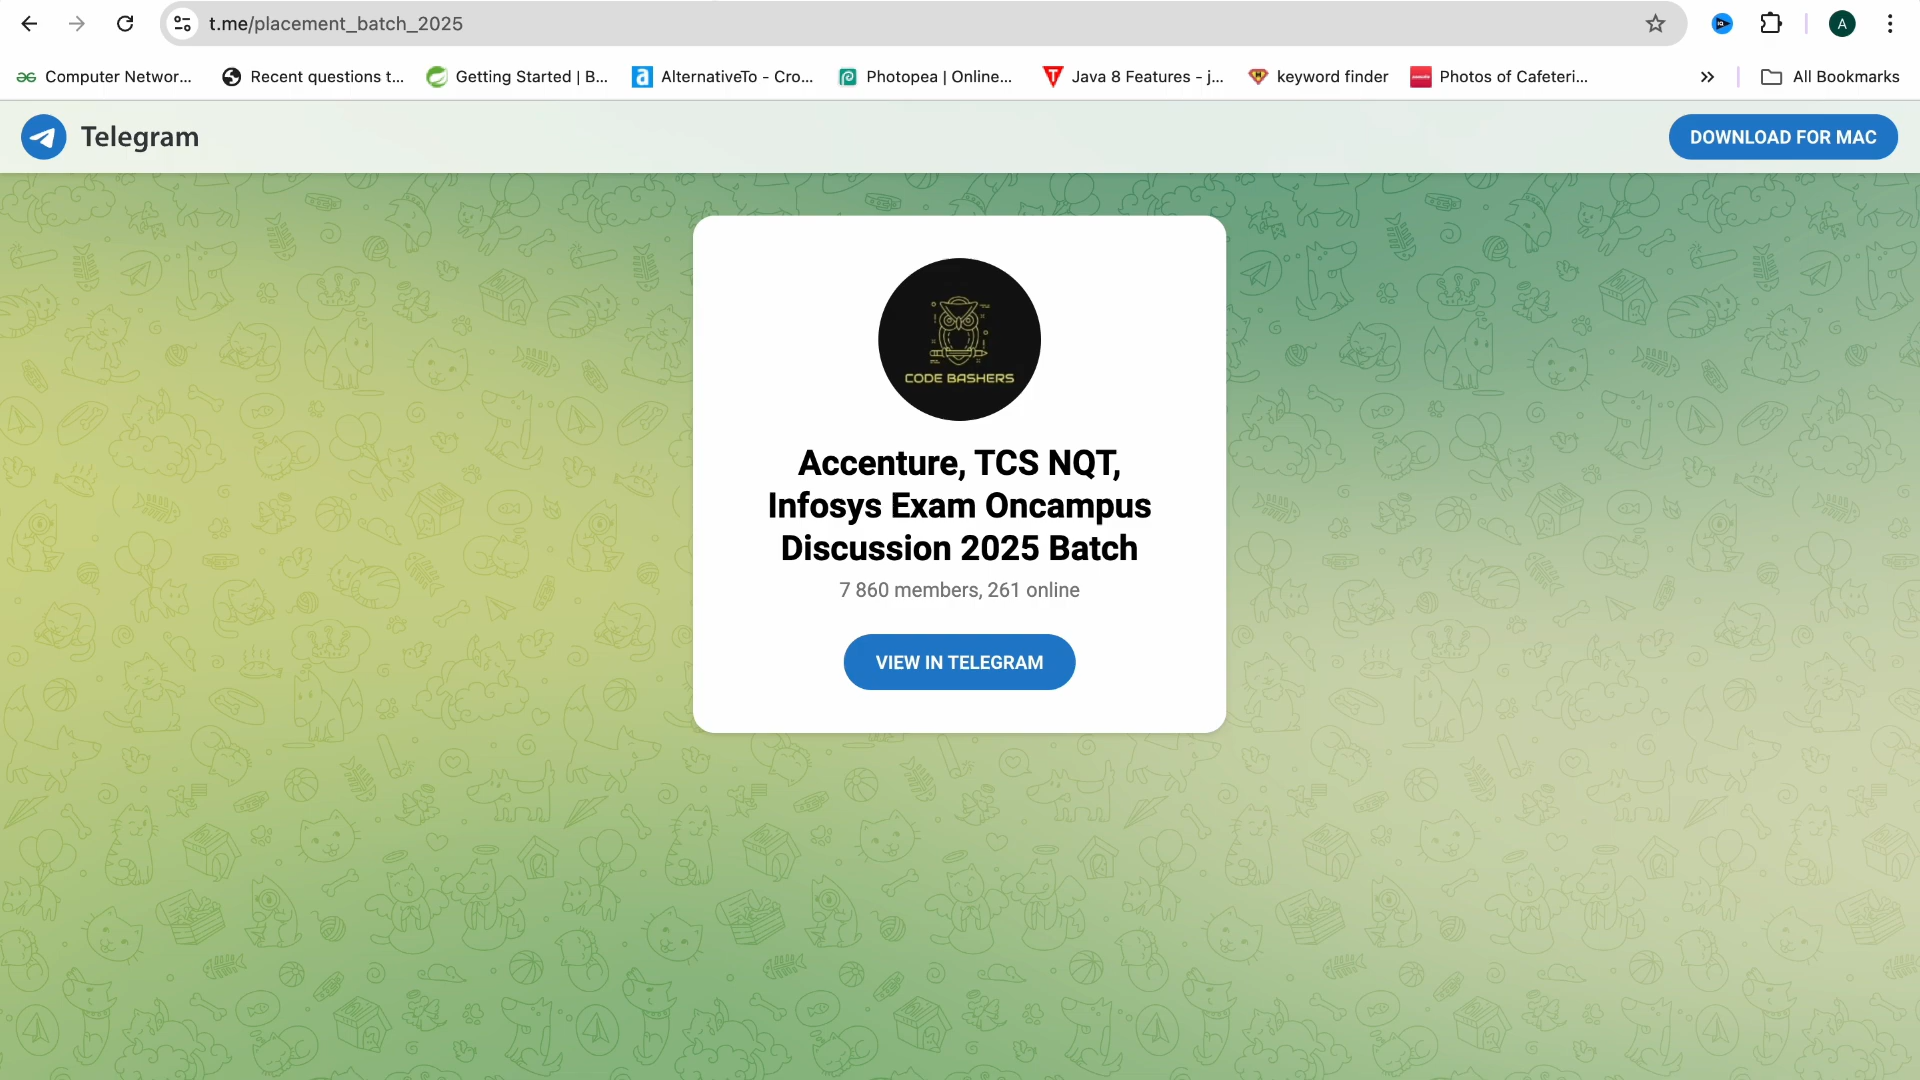 t.me/placement_batch_2025
A
Computer Networ...
Recent questions t...
Getting Started | B...
AlternativeTo - Cro...
Photopea | Online...
Java 8 Features - j...
keyword finder
Photos of Cafeteri...
All Bookmarks
Telegram
DOWNLOAD FOR MAC
CODE BASHERS
Accenture, TCS NQT,
Infosys Exam Oncampus
Discussion 2025 Batch
7 860 members, 261 online
VIEW IN TELEGRAM